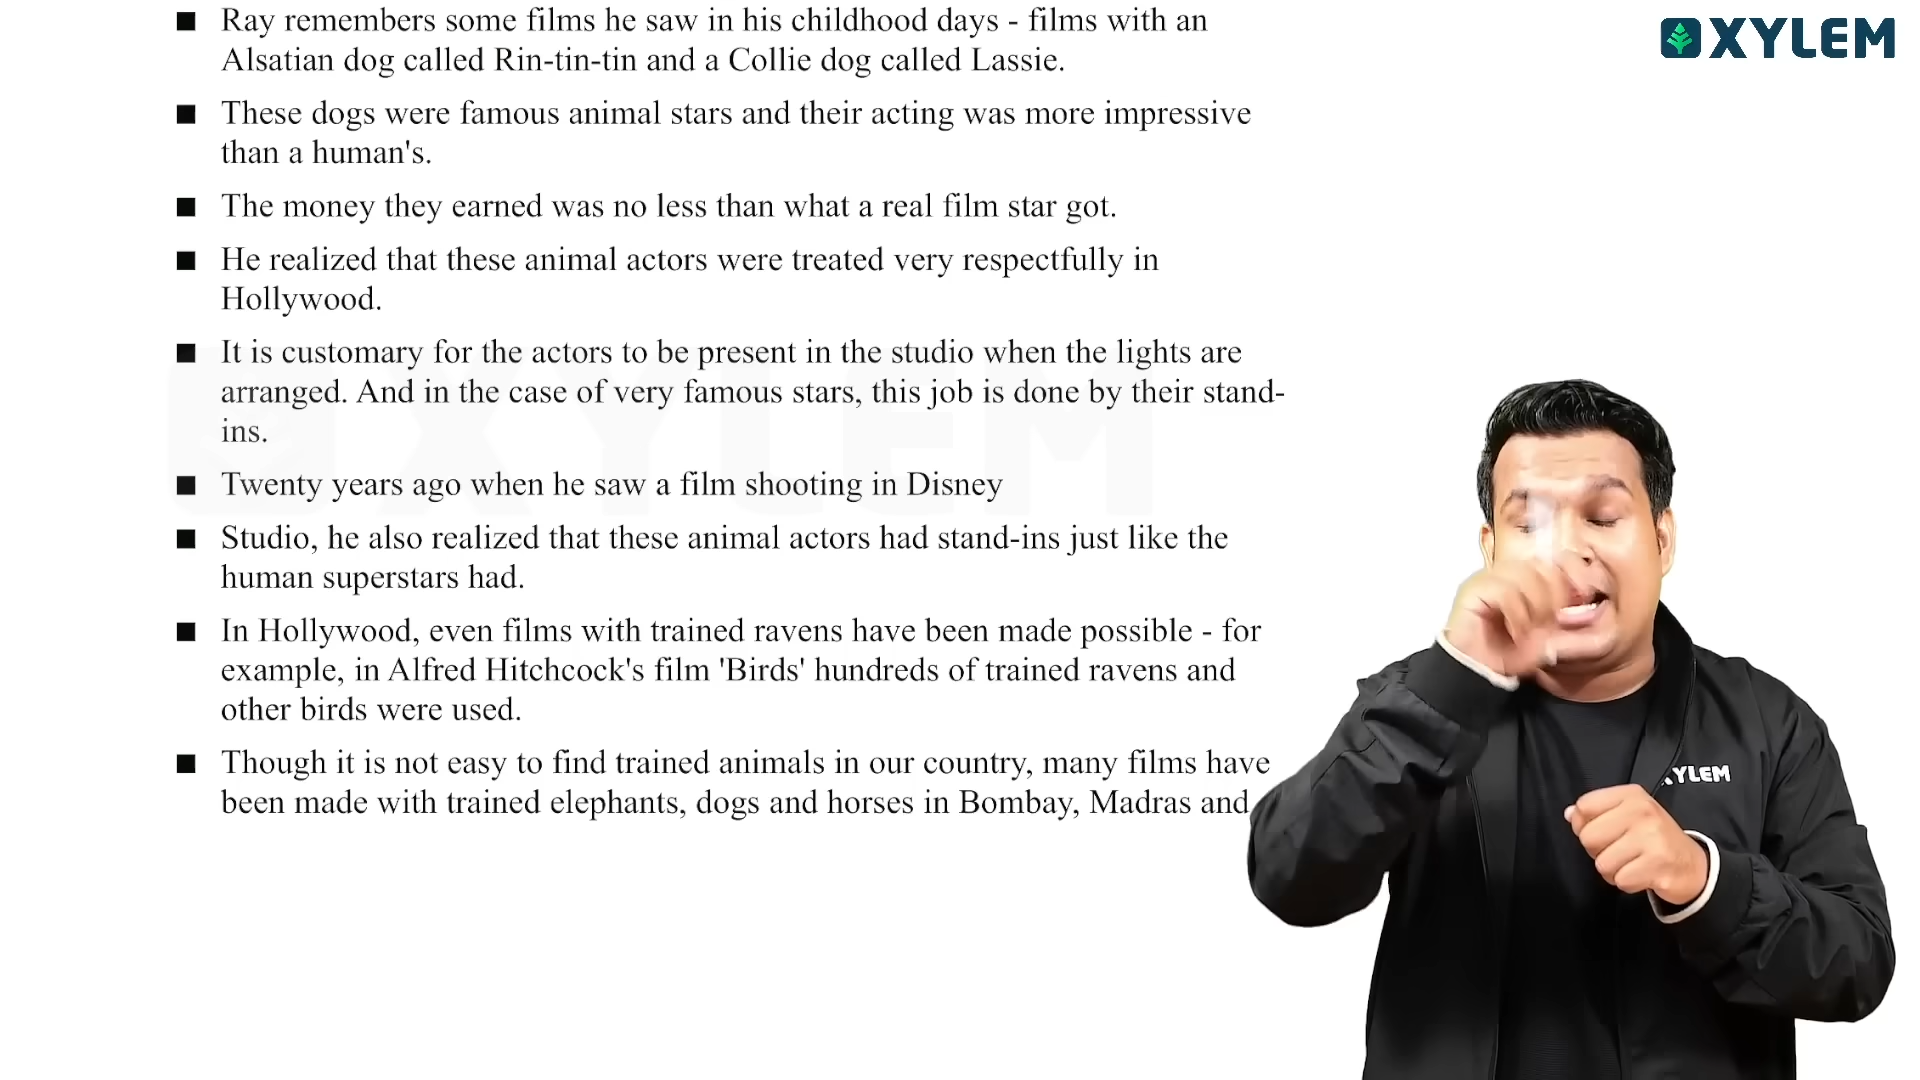 ■ Ray remembers some films he saw in his childhood days - films with an
Alsatian dog called Rin-tin-tin and a Collie dog called Lassie.
■ These dogs were famous animal stars and their acting was more impressive
than a human's.
■ The money they earned was no less than what a real film star got.
■ He realized that these animal actors were treated very respectfully in
Hollywood.
■ It is customary for the actors to be present in the studio when the lights are
arranged. And in the case of very famous stars, this job is done by their stand-
ins.
■ Twenty years ago when he saw a film shooting in Disney
■ Studio, he also realized that these animal actors had stand-ins just like the
human superstars had.
■ In Hollywood, even films with trained ravens have been made possible - for
example, in Alfred Hitchcock's film 'Birds' hundreds of trained ravens and
other birds were used.
■ Though it is not easy to find trained animals in our country, many films have
been made with trained elephants, dogs and horses in Bombay, Madras and
XYLEM
XYLEM
XYLEM